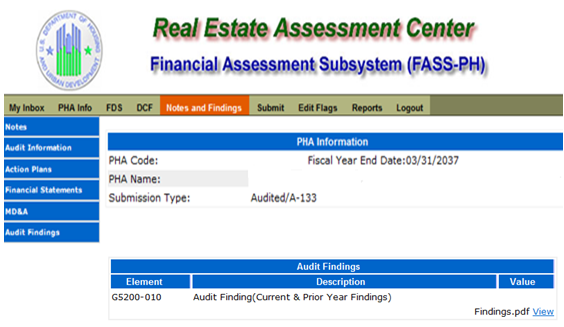 U.S. DEPARTMENT OF HOUSING
AND URBAN DEVELOPMENT
Real Estate Assessment Center
Financial Assessment Subsystem (FASS-PH)
My Inbox PHA Info FDS DCF Notes and Findings Submit Edit Flags Reports Logout
Notes
Audit Information
Action Plans
Financial Statements
MD&A
Audit Findings
PHA Information
PHA Code: Fiscal Year End Date:03/31/2037
PHA Name:
Submission Type: Audited/A-133
Audit Findings
Element Description Value
G5200-010 Audit Finding(Current & Prior Year Findings)
Findings.pdf View